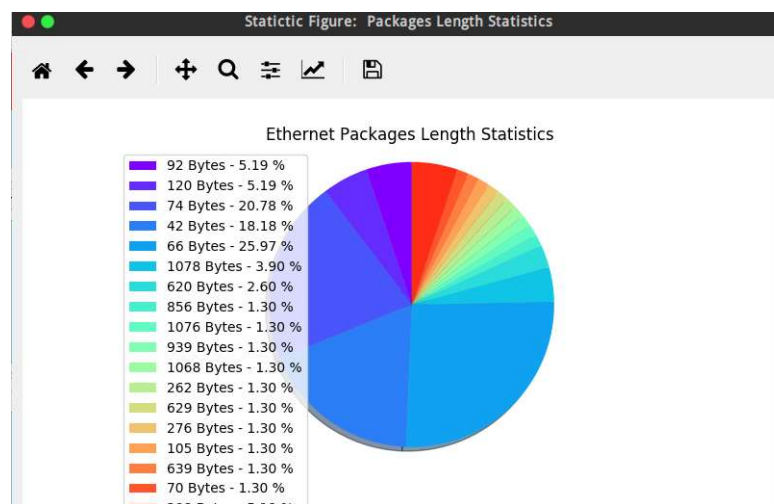 Statictic Figure: Packages Length Statistics
Ethernet Packages Length Statistics
92 Bytes - 5.19 %
120 Bytes - 5.19 %
74 Bytes - 20.78 %
42 Bytes - 18.18 %
66 Bytes - 25.97 %
1078 Bytes - 3.90 %
620 Bytes - 2.60 %
856 Bytes - 1.30 %
1076 Bytes - 1.30 %
939 Bytes - 1.30 %
1068 Bytes - 1.30 %
262 Bytes - 1.30 %
629 Bytes - 1.30 %
276 Bytes - 1.30 %
105 Bytes - 1.30 %
639 Bytes - 1.30 %
70 Bytes - 1.30 %